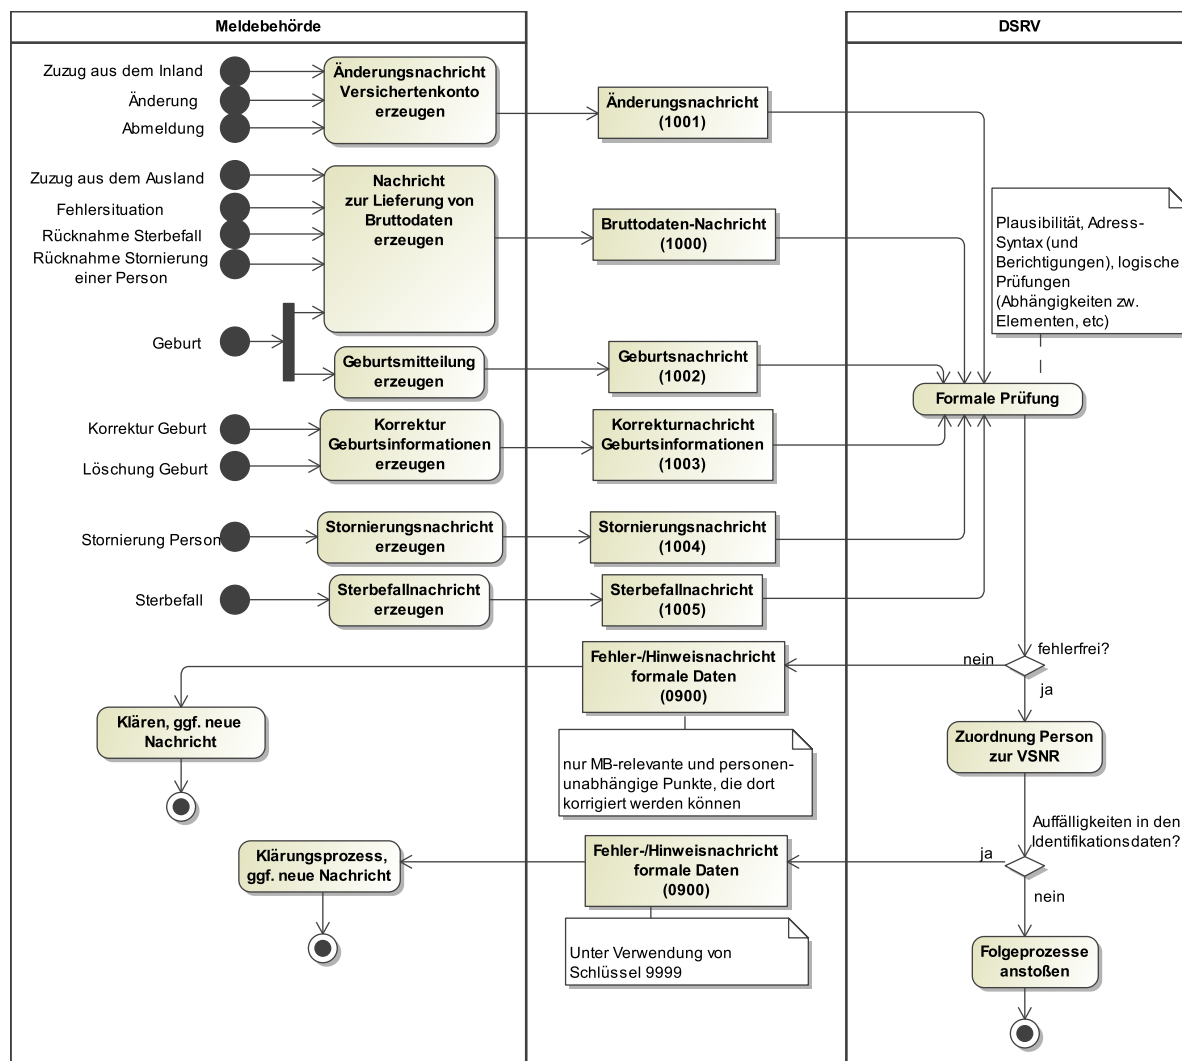 Meldebehörde
DSRV
Zuzug aus dem Inland
Änderung
Abmeldung
Änderungsnachricht
Versichertenkonto
erzeugen
Änderungsnachricht
(1001)
Zuzug aus dem Ausland
Fehlersituation
Rücknahme Sterbefall
Rücknahme Stornierung
einer Person
Nachricht
zur Lieferung von
Bruttodaten
erzeugen
Bruttodaten-Nachricht
(1000)
Plausibilität, Adress-
Syntax (und
Berichtigungen), logische
Prüfungen
(Abhängigkeiten zw.
Elementen, etc)
Geburt
Geburtsmitteilung
erzeugen
Geburtsnachricht
(1002)
Formale Prüfung
Korrektur Geburt
Löschung Geburt
Korrektur
Geburtsinformationen
erzeugen
Korrekturnachricht
Geburtsinformationen
(1003)
Stornierung Person
Stornierungsnachricht
erzeugen
Stornierungsnachricht
(1004)
Sterbefall
Sterbefallnachricht
erzeugen
Sterbefallnachricht
(1005)
fehlerfrei?
nein
ja
Fehler-/Hinweisnachricht
formale Daten
(0900)
Klären, ggf. neue
Nachricht
nur MB-relevante und personen-
unabhängige Punkte, die dort
korrigiert werden können
Zuordnung Person
zur VSNR
Auffälligkeiten in den
Identifikationsdaten?
ja
nein
Fehler-/Hinweisnachricht
formale Daten
(0900)
Klärungsprozess,
ggf. neue Nachricht
Unter Verwendung von
Schlüssel 9999
Folgeprozesse
anstoßen